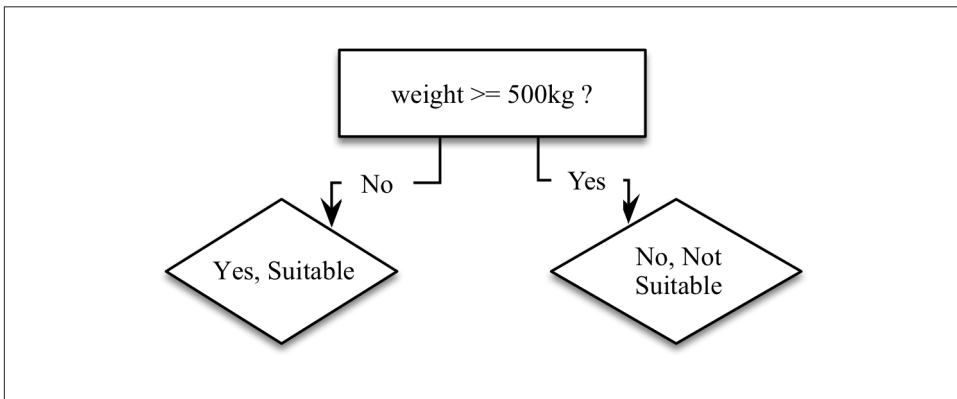 weight >= 500kg ?
No
Yes
Yes, Suitable
No, Not
Suitable